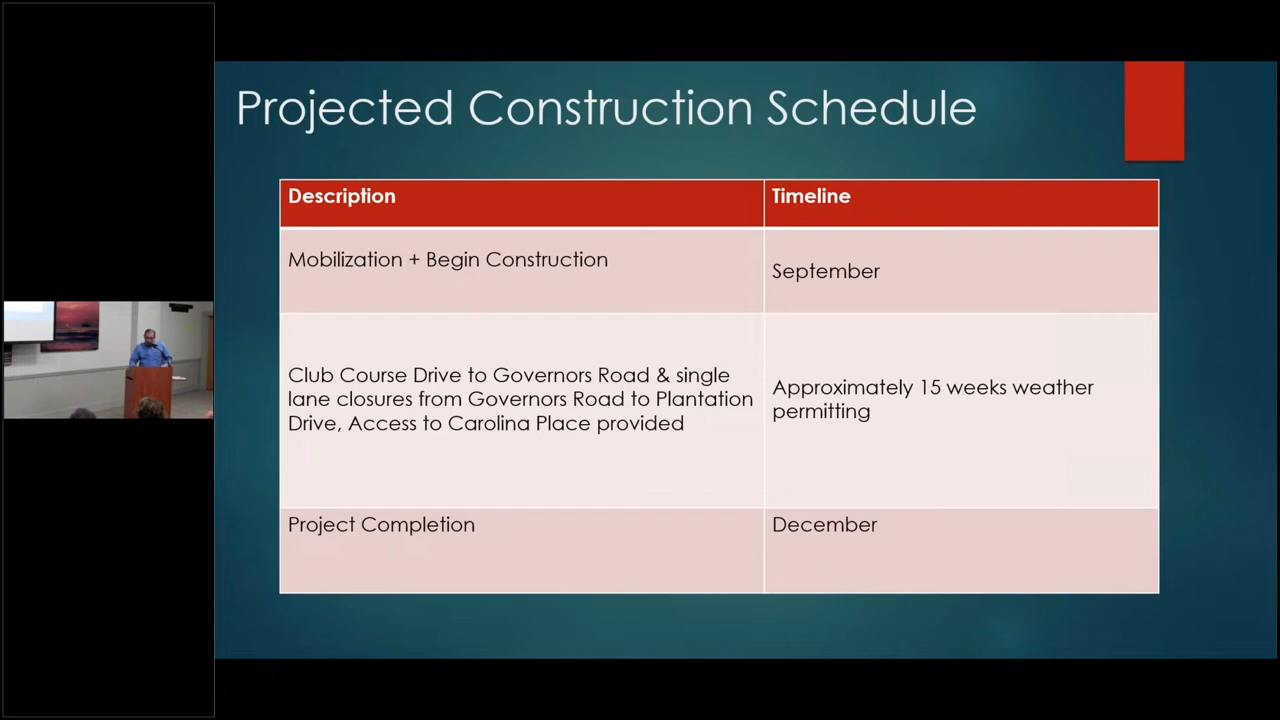 Projected Construction Schedule
Description
Timeline
Mobilization + Begin Construction
September
Club Course Drive to Governors Road & single
lane closures from Governors Road to Plantation
Drive, Access to Carolina Place provided
Approximately 15 weeks weather
permitting
Project Completion
December